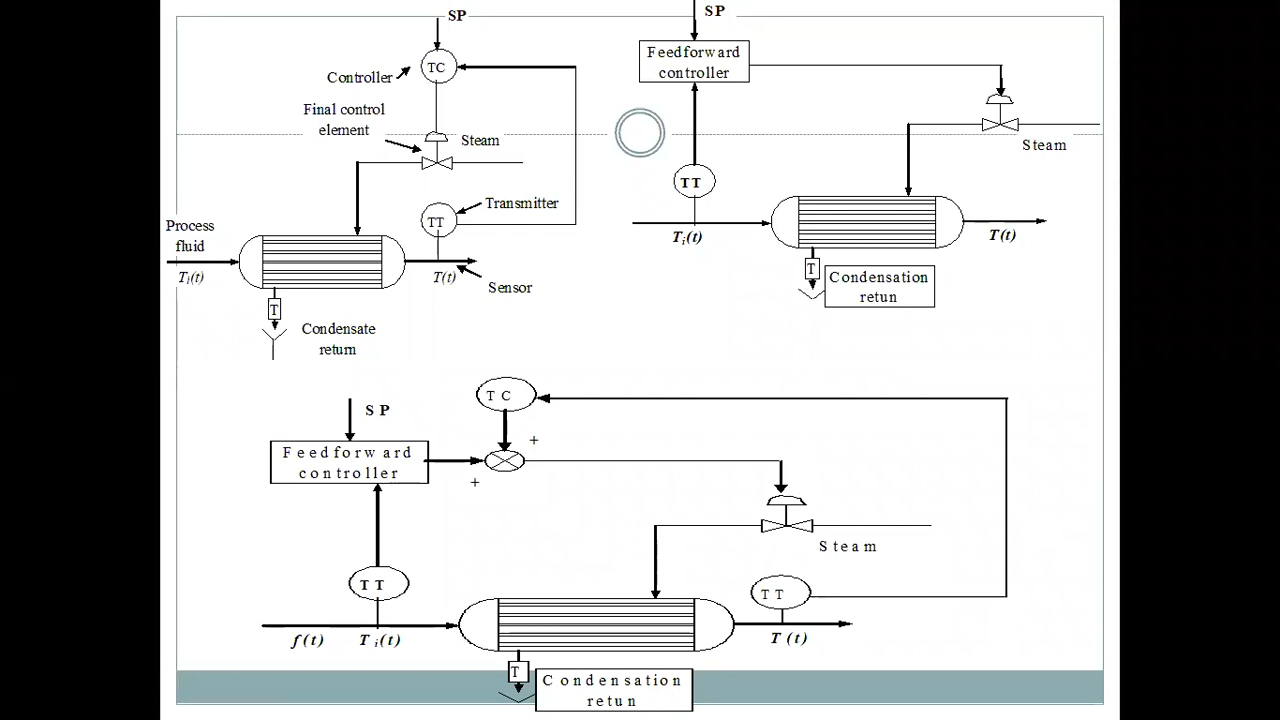 SP
TC
Controller
Final control
element
Steam
TT
Transmitter
Process
fluid
Ti(t)
T(t)
Sensor
T
Condensate
return
SP
Feedforward
controller
Steam
TT
Ti(t)
T(t)
T
Condensation
retun
SP
TC
Feedforward
controller
+
+
Steam
TT
TT
f(t)
Ti(t)
T(t)
T
Condensation
retun